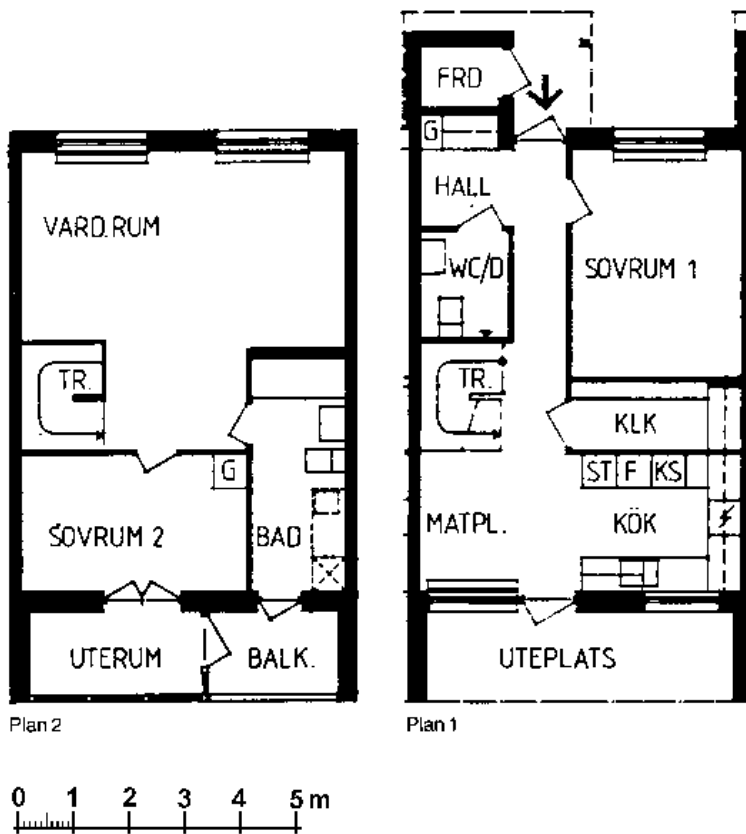 VARD.RUM
TR.
G
SOVRUM 2
BAD
UTERUM
BALK.
Plan 2
FRD
G
HALL
WC/D
SOVRUM 1
TR.
KLK
ST F KS
MATPL.
KÖK
UTEPLATS
Plan 1
0 1 2 3 4 5 m